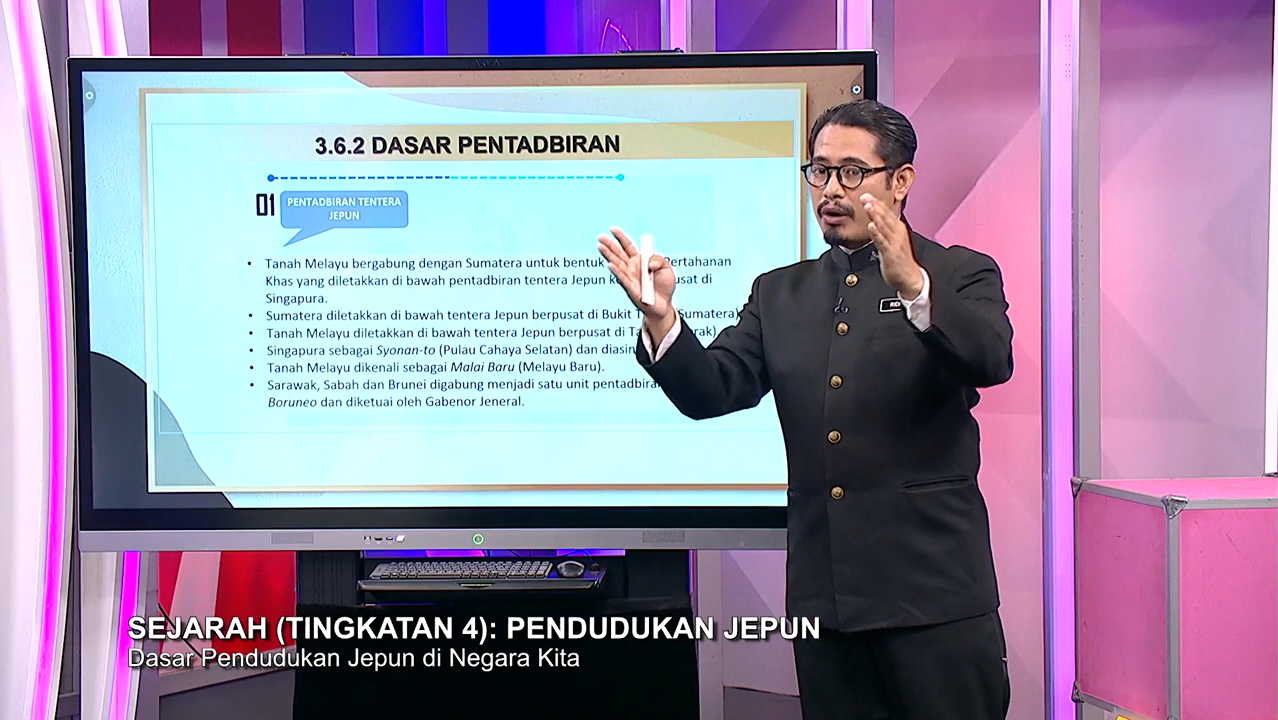 3.6.2 DASAR PENTADBIRAN
01
PENTADBIRAN TENTERA
JEPUN
• Tanah Melayu bergabung dengan Sumatera untuk bentuk Pertahanan
Khas yang diletakkan di bawah pentadbiran tentera Jepun di
Singapura.
• Sumatera diletakkan di bawah tentera Jepun berpusat di Bukit Sumatera)
• Tanah Melayu diletakkan di bawah tentera Jepun berpusat di
• Singapura sebagai Syonan-to (Pulau Cahaya Selatan) dan
• Tanah Melayu dikenali sebagai Malai Baru (Melayu Baru).
• Sarawak, Sabah dan Brunei digabung menjadi satu unit
Boruneo dan diketuai oleh Gabenor Jeneral.
SEJARAH (TINGKATAN 4): PENDUDUKAN JEPUN
Dasar Pendudukan Jepun di Negara Kita